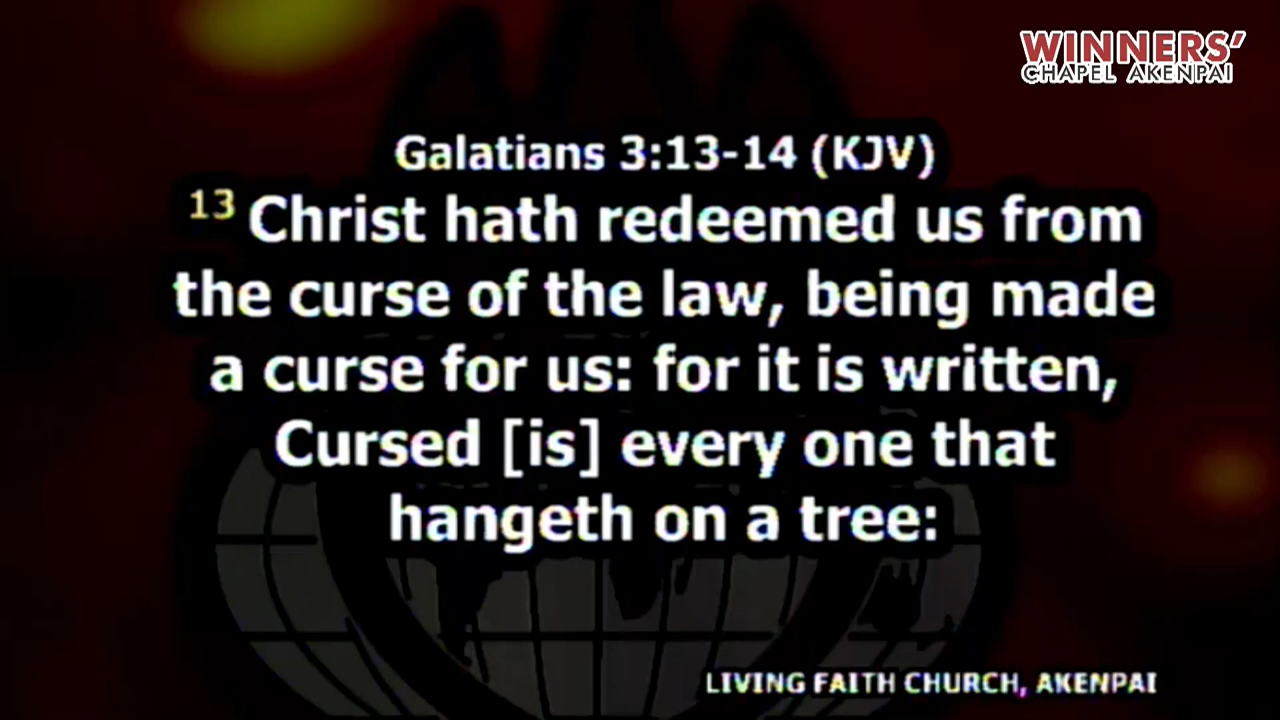 WINNERS'
CHAPEL AKENPAI
Galatians 3:13-14 (KJV)
13 Christ hath redeemed us from
the curse of the law, being made
a curse for us: for it is written,
Cursed [is] every one that
hangeth on a tree:
LIVING FAITH CHURCH, AKENPAI